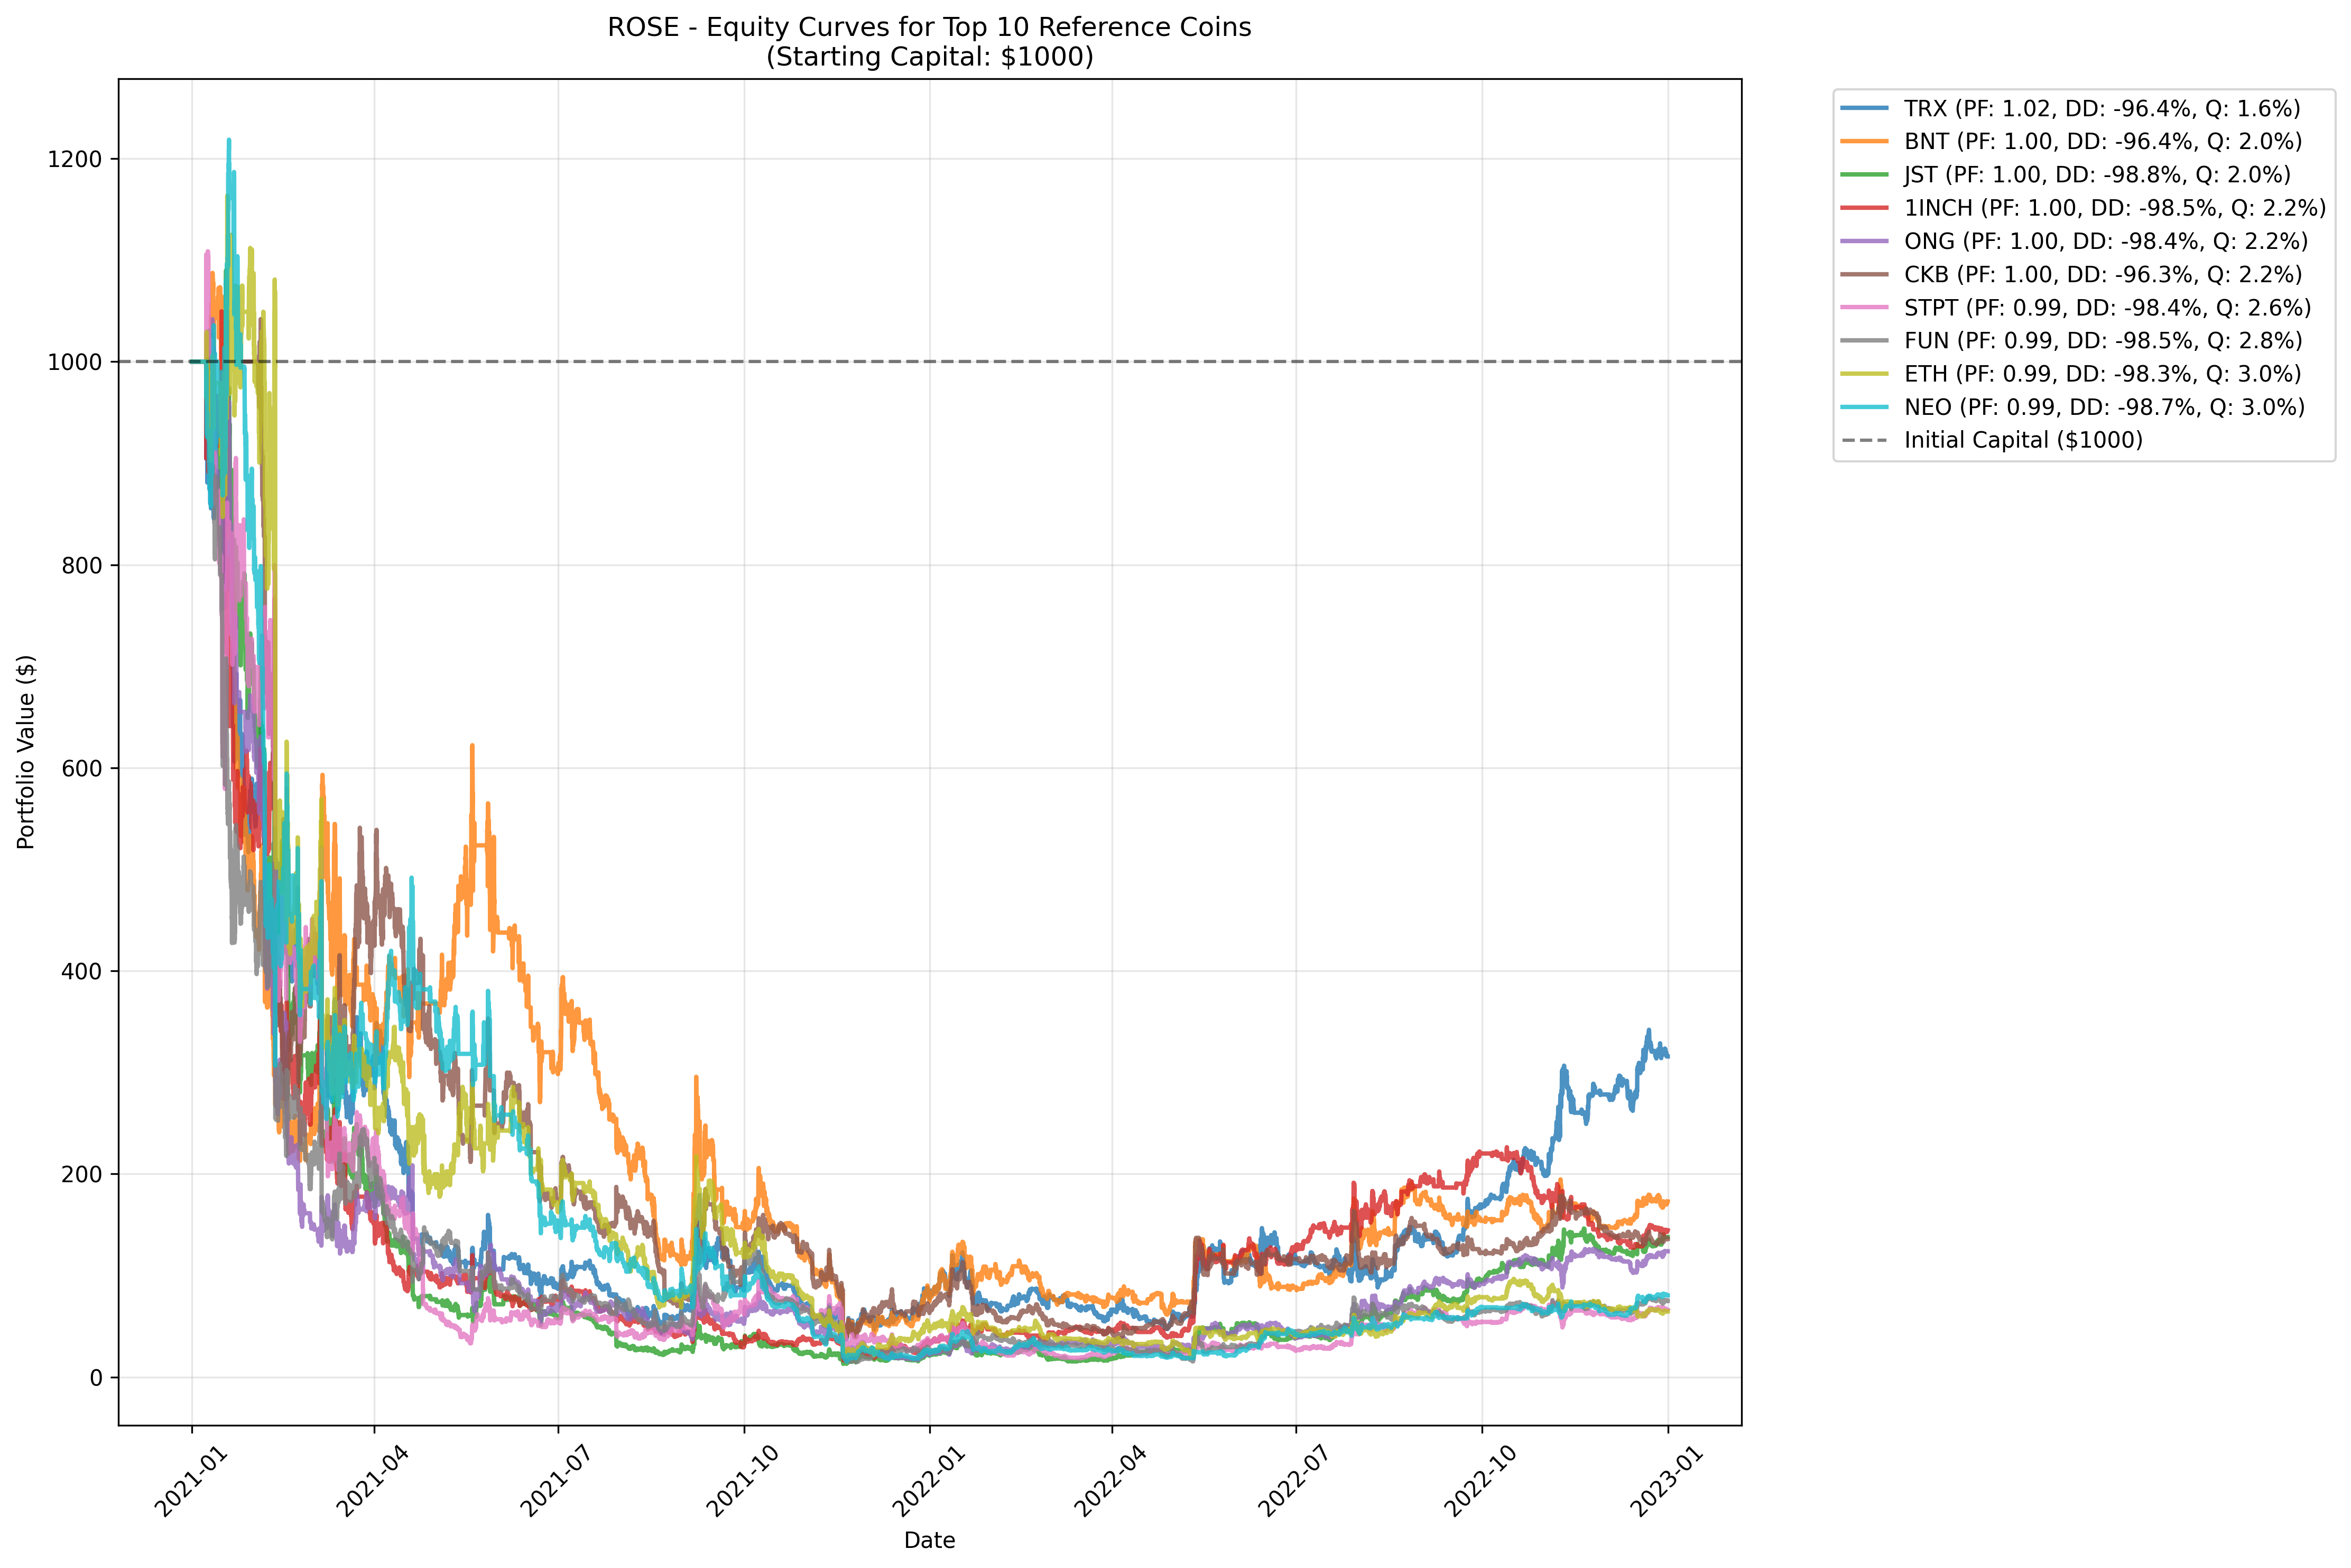 ROSE - Equity Curves for Top 10 Reference Coins
(Starting Capital: $1000)
Portfolio Value ($)
1200
1000
800
600
400
200
0
2021-01
2021-04
2021-07
2021-10
2022-01
2022-04
2022-07
2022-10
2023-01
Date
TRX (PF: 1.02, DD: -96.4%, Q: 1.6%)
BNT (PF: 1.00, DD: -96.4%, Q: 2.0%)
JST (PF: 1.00, DD: -98.8%, Q: 2.0%)
1INCH (PF: 1.00, DD: -98.5%, Q: 2.2%)
ONG (PF: 1.00, DD: -98.4%, Q: 2.2%)
CKB (PF: 1.00, DD: -96.3%, Q: 2.2%)
STPT (PF: 0.99, DD: -98.4%, Q: 2.6%)
FUN (PF: 0.99, DD: -98.5%, Q: 2.8%)
ETH (PF: 0.99, DD: -98.3%, Q: 3.0%)
NEO (PF: 0.99, DD: -98.7%, Q: 3.0%)
Initial Capital ($1000)